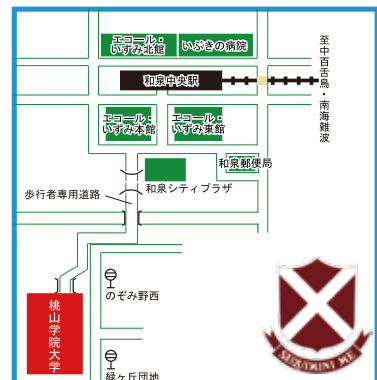 エコール・
いずみ北館
いぶきの病院
和泉中央駅
至中百舌鳥・南海難波
エコール・
いずみ本館
エコール・
いずみ東館
和泉郵便局
和泉シティプラザ
歩行者専用道路
のぞみ野西
桃山学院大学
緑ヶ丘団地
SEQUIMINI ME